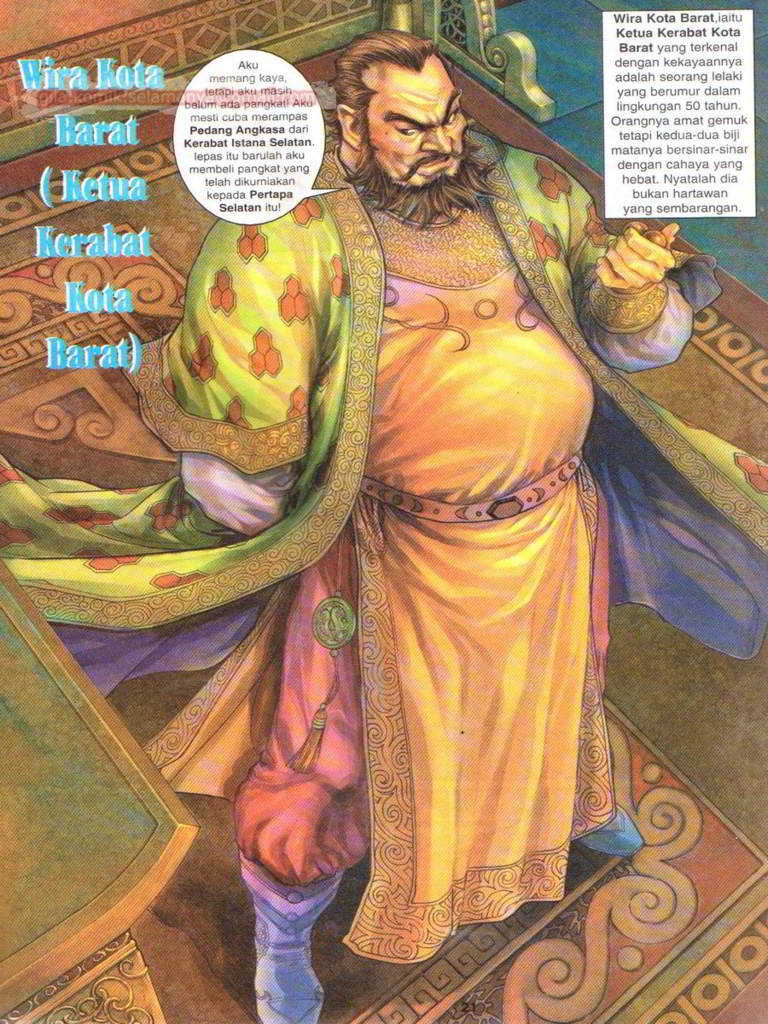 Wira Kota
Barat
( Ketua
Kerabat
Kota
Barat)
Aku
memang kaya,
tetapi aku masih
belum ada pangkat! Aku
mesti cuba merampas
Pedang Angkasa dari
Kerabat Istana Selatan.
lepas itu barulah aku
membeli pangkat yang
telah dikurniakan
kepada Pertapa
Selatan itu!
Wira Kota Barat,iaitu
Ketua Kerabat Kota
Barat yang terkenal
dengan kekayaannya
adalah seorang lelaki
yang berumur dalam
lingkungan 50 tahun.
Orangnya amat gemuk
tetapi kedua-dua biji
matanya bersinar-sinar
dengan cahaya yang
hebat. Nyatalah dia
bukan hartawan
yang sembarangan.
21